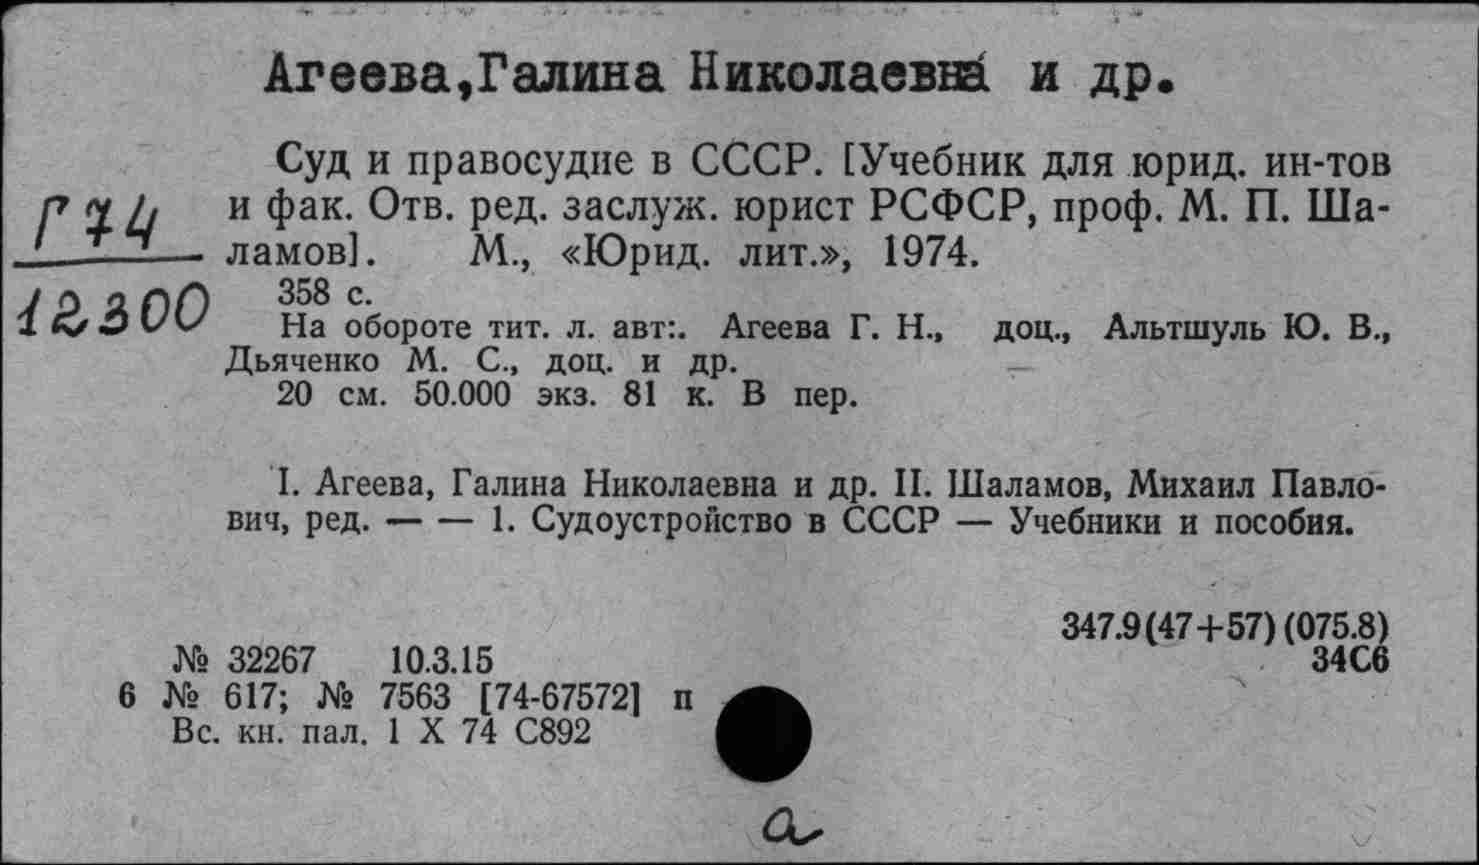 Агеева,Галина Николаевна и др.
Суд и правосудие в СССР. [Учебник для юрид. ин-тов
Г74 и фак. Отв. ред. заслуж. юрист РСФСР, проф. М. П. Ша-
ламов]. М., «Юрид. лит.», 1974.
12300 358 с.
На обороте тит. л. авт:. Агеева Г. Н., доц., Альтшуль Ю. В.,
Дьяченко М. С., доц. и др.
20 см. 50.000 экз. 81 к. В пер.
I. Агеева, Галина Николаевна и др. II. Шаламов, Михаил Павло-
вич, ред. — — 1. Судоустройство в СССР — Учебники и пособия.
347.9(47+57)(075.8)
№ 32267 10.3.15 34С6
6 № 617; № 7563 [74-67572] п
Вс. кн. пал. 1 X 74 С892
а